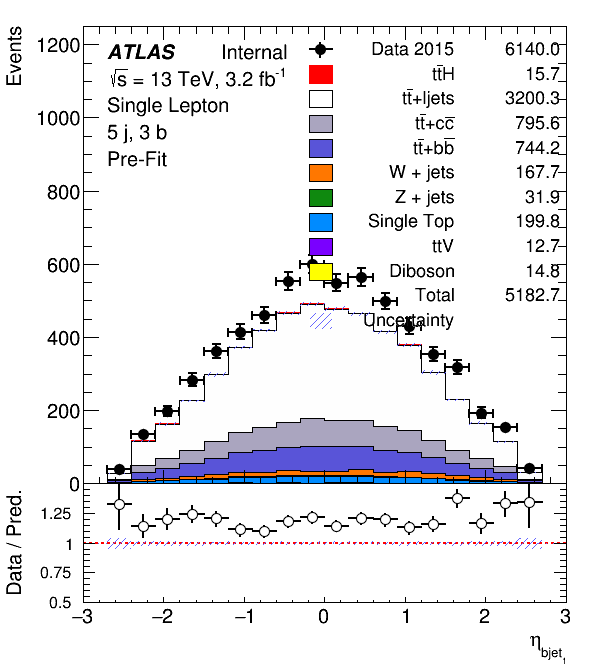 Events
1200
1000
800
600
400
200
0
ATLAS Internal
√s = 13 TeV, 3.2 fb⁻¹
Single Lepton
5 j, 3 b
Pre-Fit
Data 2015 6140.0
tt̄H 15.7
tt̄+ljets 3200.3
tt̄+cc̄ 795.6
tt̄+bb̄ 744.2
W + jets 167.7
Z + jets 31.9
Single Top 199.8
ttV 12.7
Diboson 14.8
Total 5182.7
Uncertainty
Data / Pred.
1.25
1
0.75
0.5
−3 −2 −1 0 1 2 3
η bjet₁